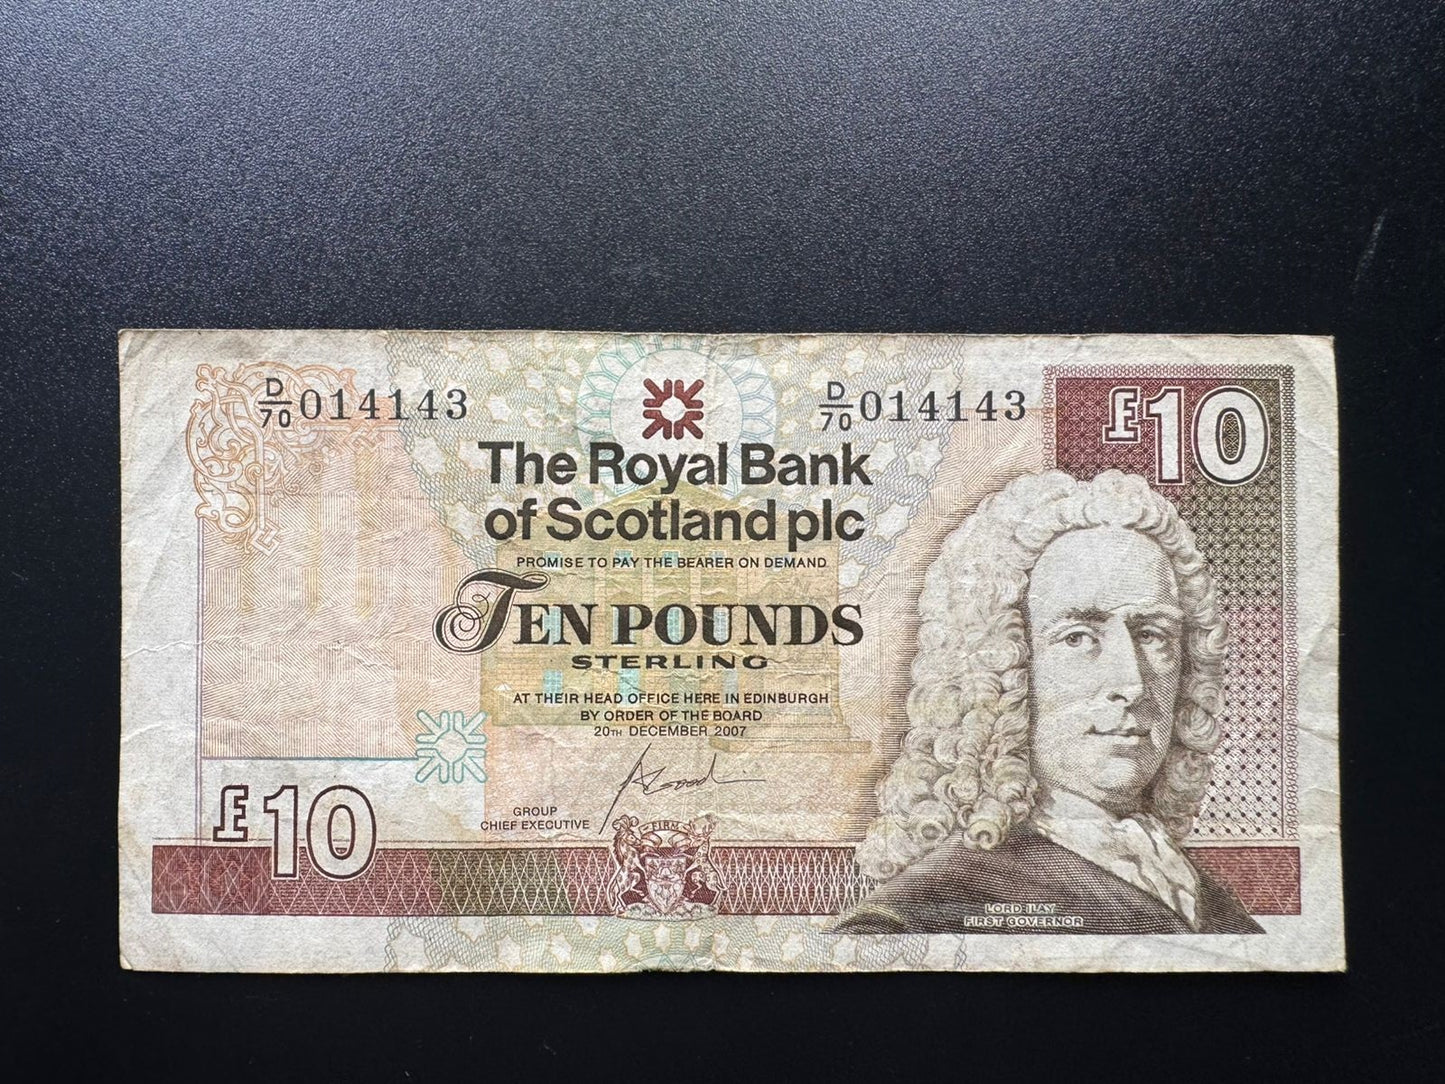 D/70 014143
D/70 014143
£10
The Royal Bank
of Scotland plc
PROMISE TO PAY THE BEARER ON DEMAND
TEN POUNDS
STERLING
AT THEIR HEAD OFFICE HERE IN EDINBURGH
BY ORDER OF THE BOARD
20TH DECEMBER 2007
GROUP
CHIEF EXECUTIVE
£10
FIRM
LORD ILAY
FIRST GOVERNOR